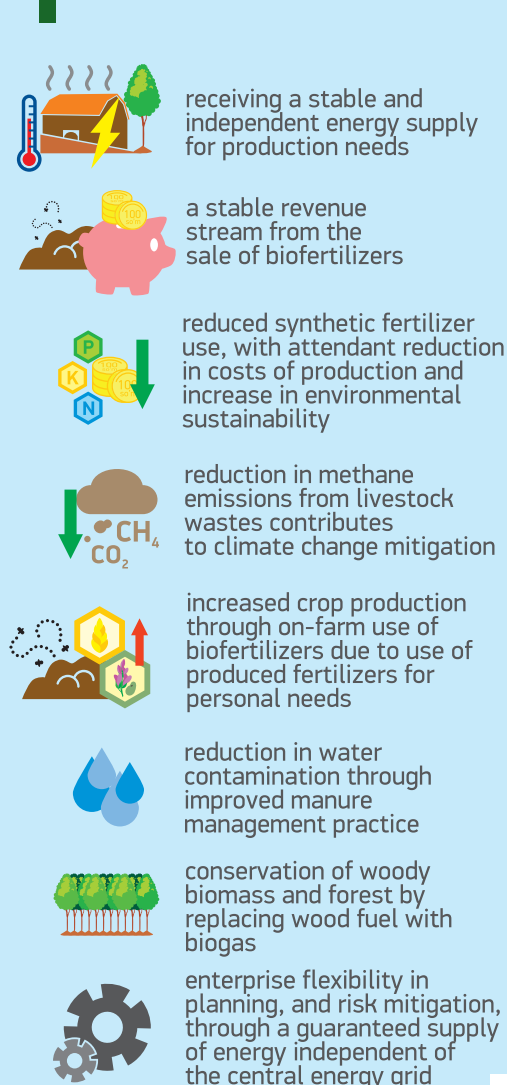 receiving a stable and
independent energy supply
for production needs
100
100
a stable revenue
stream from the
sale of biofertilizers
reduced synthetic fertilizer
use, with attendant reduction
in costs of production and
increase in environmental
sustainability
P
K
N
100
reduction in methane
emissions from livestock
wastes contributes
to climate change mitigation
CH4
CO2
increased crop production
through on-farm use of
biofertilizers due to use of
produced fertilizers for
personal needs
reduction in water
contamination through
improved manure
management practice
conservation of woody
biomass and forest by
replacing wood fuel with
biogas
enterprise flexibility in
planning, and risk mitigation,
through a guaranteed supply
of energy independent of
the central energy grid